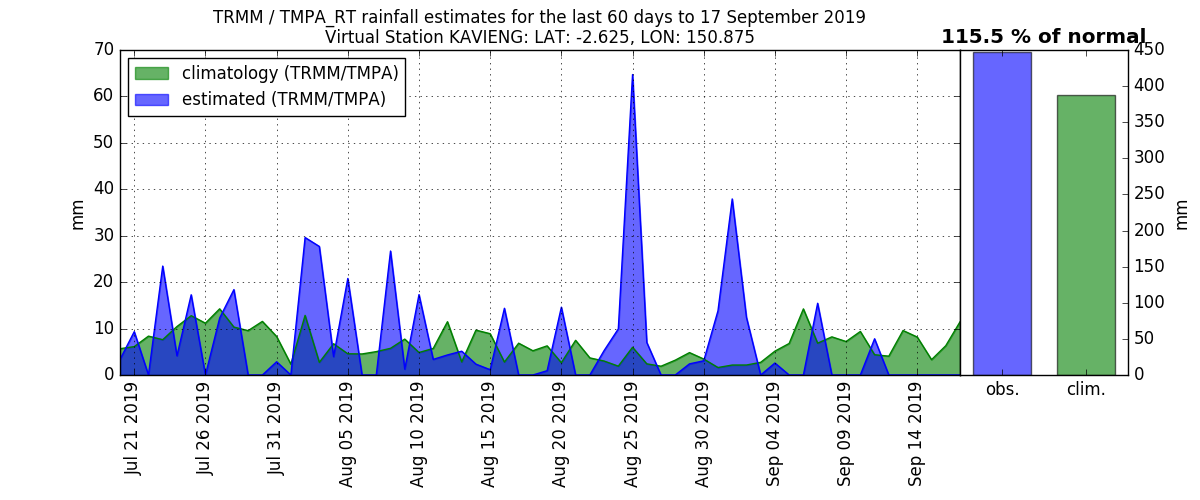 TRMM / TMPA_RT rainfall estimates for the last 60 days to 17 September 2019
Virtual Station KAVIENG: LAT: -2.625, LON: 150.875
115.5 % of normal
climatology (TRMM/TMPA)
estimated (TRMM/TMPA)
70
60
50
40
30
20
10
0
mm
Jul 21 2019
Jul 26 2019
Jul 31 2019
Aug 05 2019
Aug 10 2019
Aug 15 2019
Aug 20 2019
Aug 25 2019
Aug 30 2019
Sep 04 2019
Sep 09 2019
Sep 14 2019
450
400
350
300
250
200
150
100
50
0
mm
obs.
clim.